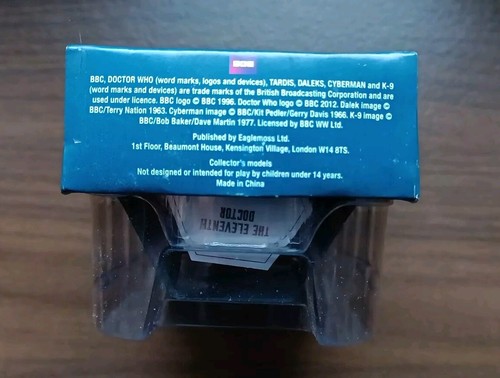 BBC, DOCTOR WHO (word marks, logos and devices), TARDIS, DALEKS, CYBERMAN and K-9
(word marks and devices) are trade marks of the British Broadcasting Corporation and are
used under licence. BBC logo © BBC 1996. Doctor Who logo © BBC 2012. Dalek image ©
BBC/Terry Nation 1963. Cyberman image © BBC/Kit Pedler/Gerry Davis 1966. K-9 image ©
BBC/Bob Baker/Dave Martin 1977. Licensed by BBC WW Ltd.
Published by Eaglemoss Ltd.
1st Floor, Beaumont House, Kensington Village, London W14 8TS.
Collector's models
Not designed or intended for play by children under 14 years.
Made in China
THE ELEVENTH
DOCTOR